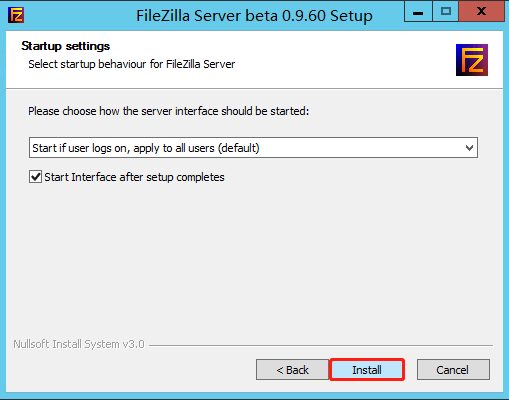 FileZilla Server beta 0.9.60 Setup
Startup settings
Select startup behaviour for FileZilla Server
Please choose how the server interface should be started:
Start if user logs on, apply to all users (default)
Start Interface after setup completes
Nullsoft Install System v3.0
< Back
Install
Cancel